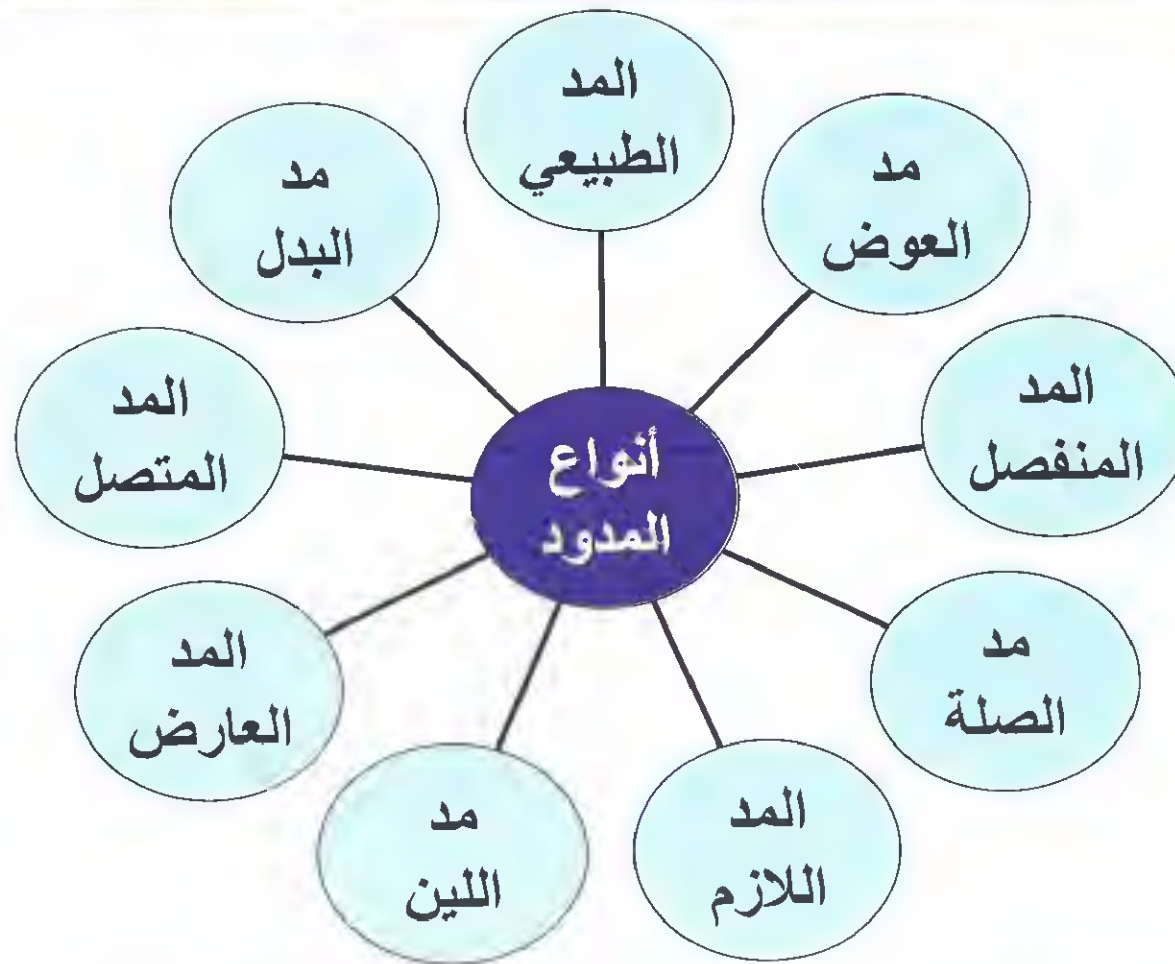 أنواع
المدود
المد
الطبيعي
مد
العوض
المد
المنفصل
مد
الصلة
المد
اللازم
مد
اللين
المد
العارض
المد
المتصل
مد
البدل